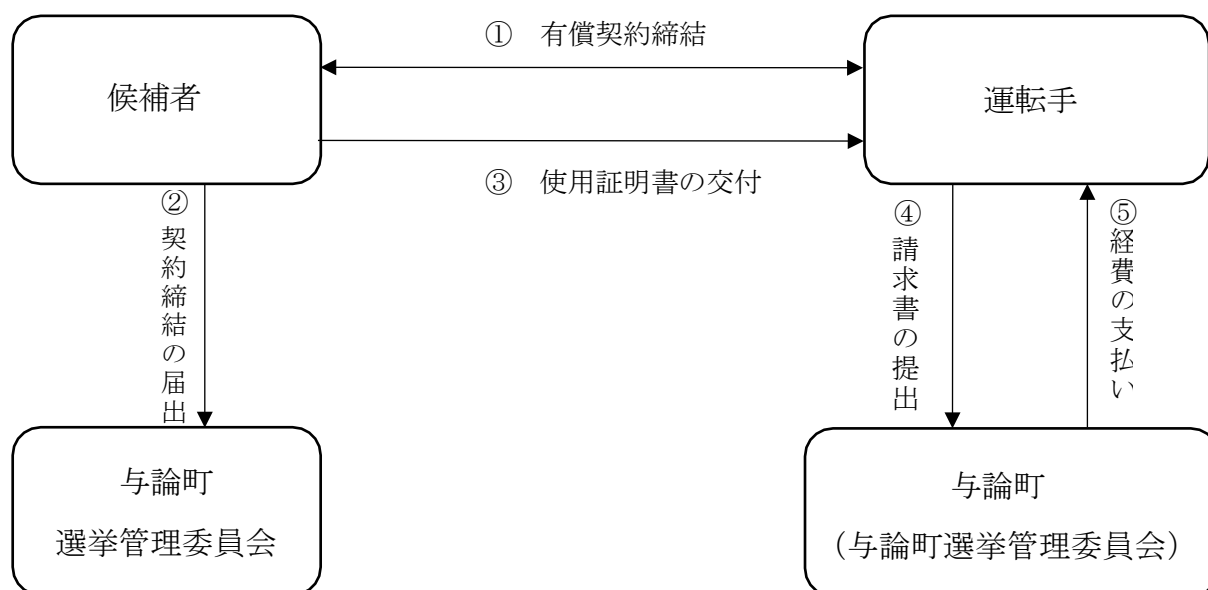 ① 有償契約締結
候補者
運転手
③ 使用証明書の交付
②契約締結の届出
④請求書の提出
⑤経費の支払い
与論町
選挙管理委員会
与論町
（与論町選挙管理委員会）